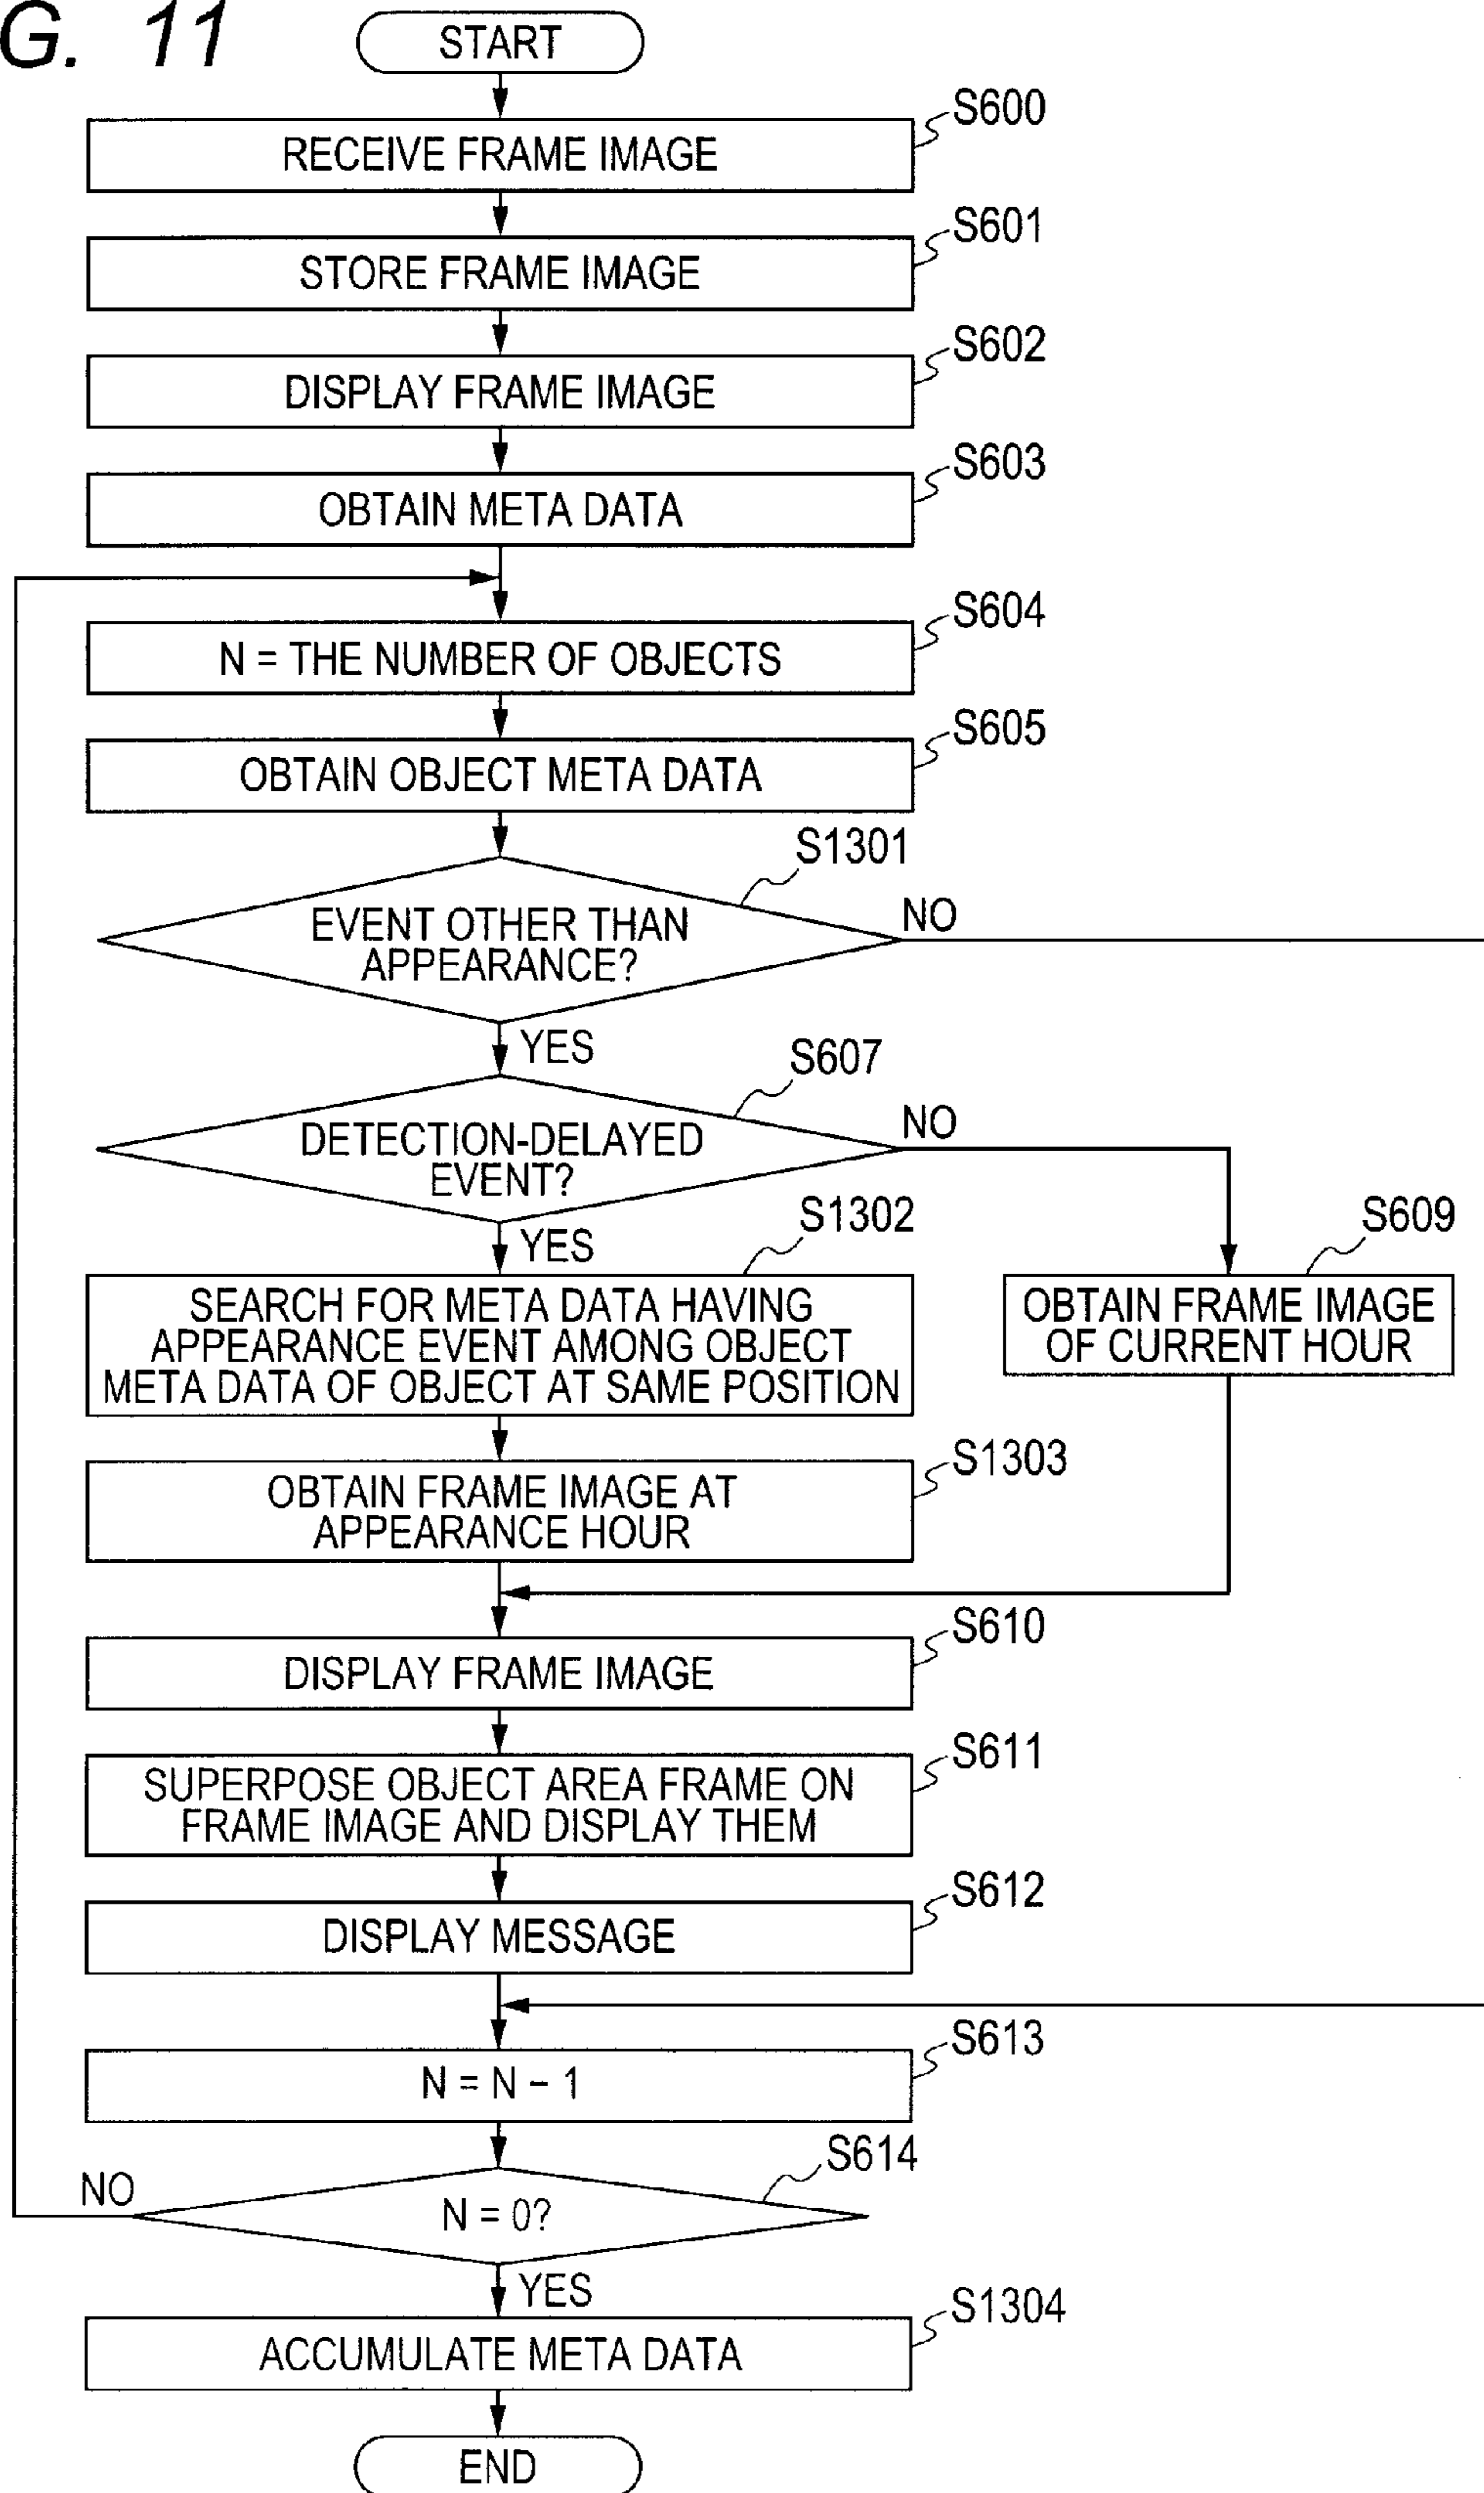 G. 11
START
S600
RECEIVE FRAME IMAGE
S601
STORE FRAME IMAGE
S602
DISPLAY FRAME IMAGE
S603
OBTAIN META DATA
S604
N = THE NUMBER OF OBJECTS
S605
OBTAIN OBJECT META DATA
S1301
EVENT OTHER THAN
APPEARANCE?
NO
YES
S607
DETECTION-DELAYED
EVENT?
NO
YES
S1302
SEARCH FOR META DATA HAVING
APPEARANCE EVENT AMONG OBJECT
META DATA OF OBJECT AT SAME POSITION
S609
OBTAIN FRAME IMAGE
OF CURRENT HOUR
S1303
OBTAIN FRAME IMAGE AT
APPEARANCE HOUR
S610
DISPLAY FRAME IMAGE
S611
SUPERPOSE OBJECT AREA FRAME ON
FRAME IMAGE AND DISPLAY THEM
S612
DISPLAY MESSAGE
S613
N = N − 1
S614
N = 0?
NO
YES
S1304
ACCUMULATE META DATA
END